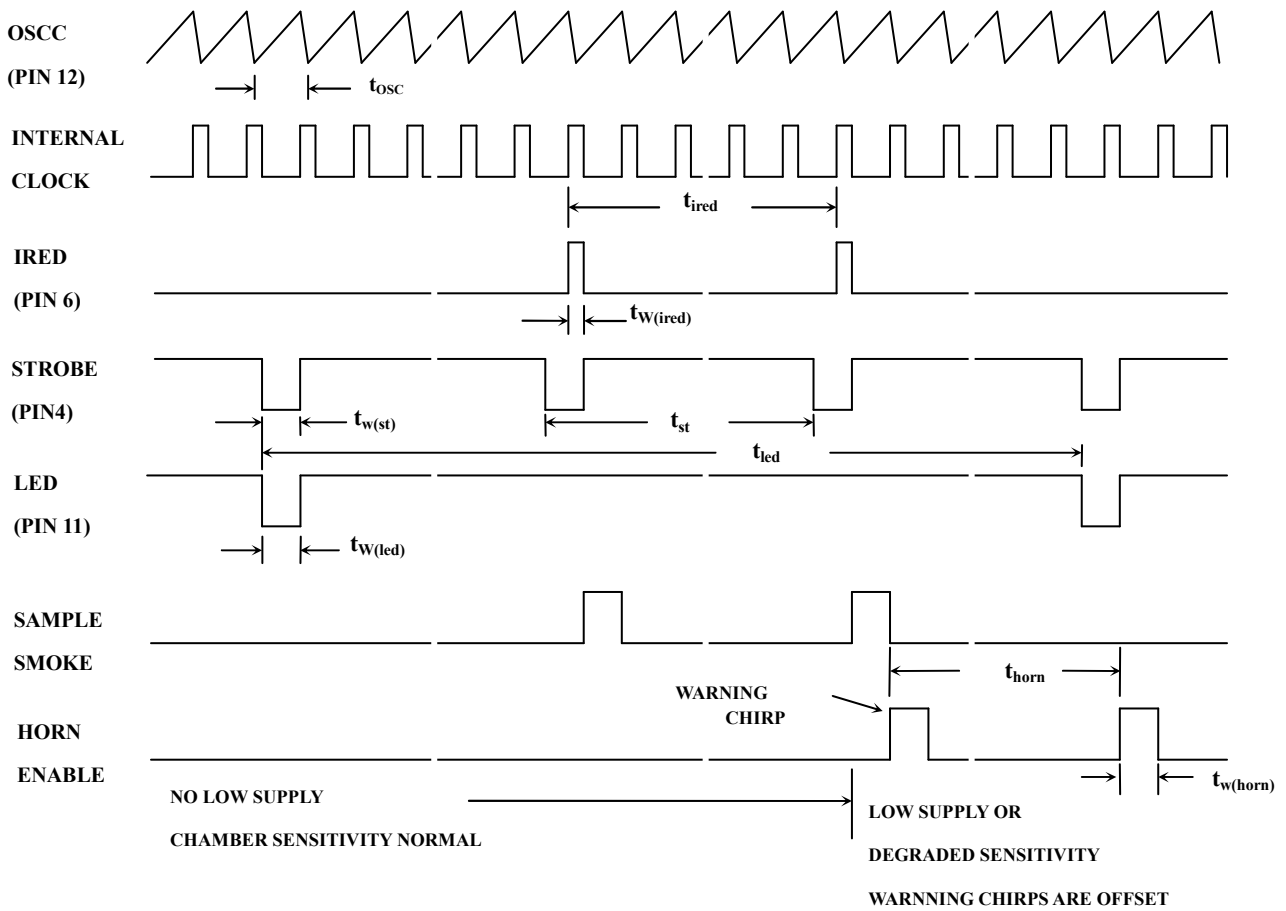 OSCC
(PIN 12)
tOSC
INTERNAL
CLOCK
tired
IRED
(PIN 6)
tW(ired)
STROBE
(PIN4)
tw(st)
tst
tled
LED
(PIN 11)
tW(led)
SAMPLE
SMOKE
thorn
WARNING
CHIRP
HORN
ENABLE
tw(horn)
NO LOW SUPPLY
CHAMBER SENSITIVITY NORMAL
LOW SUPPLY OR
DEGRADED SENSITIVITY
WARNNING CHIRPS ARE OFFSET